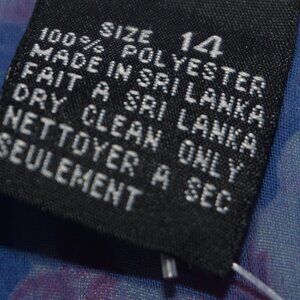 SIZE 14
100% POLYESTER
MADE IN SRI LANKA
FAIT A SRI LANKA
DRY CLEAN ONLY
NETTOYER A SEC
SEULEMENT